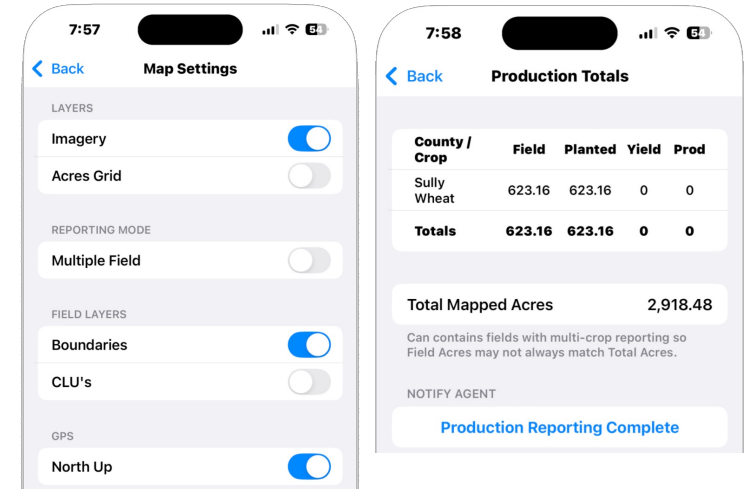 7:57
54
Back
Map Settings
LAYERS
Imagery
Acres Grid
REPORTING MODE
Multiple Field
FIELD LAYERS
Boundaries
CLU's
GPS
North Up
7:58
54
Back
Production Totals
County / Crop Field Planted Yield Prod
Sully Wheat 623.16 623.16 0 0
Totals 623.16 623.16 0 0
Total Mapped Acres 2,918.48
Can contains fields with multi-crop reporting so
Field Acres may not always match Total Acres.
NOTIFY AGENT
Production Reporting Complete